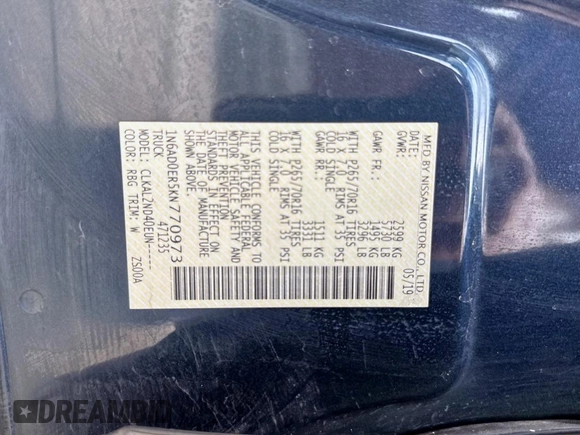 MFD BY NISSAN MOTOR CO., LTD.
DATE: 05/19
GVWR: 2599 KG
5730 LB
GAWR FR.: 1495 KG
3296 LB
WITH P265/70R16 TIRES
16 X 7.0 RIMS AT 35 PSI
COLD SINGLE
GAWR RR.: 1511 KG
3331 LB
WITH P265/70R16 TIRES
16 X 7.0 RIMS AT 35 PSI
COLD SINGLE
THIS VEHICLE CONFORMS TO
ALL APPLICABLE FEDERAL
MOTOR VEHICLE SAFETY AND
THEFT PREVENTION
STANDARDS IN EFFECT ON
THE DATE OF MANUFACTURE
SHOWN ABOVE.
1N6AD0ER5KN770973
TRUCK 471235
MODEL: CLKALZND40EUN------
COLOR: RBG TRIM: W ZS00A
DREAMBID